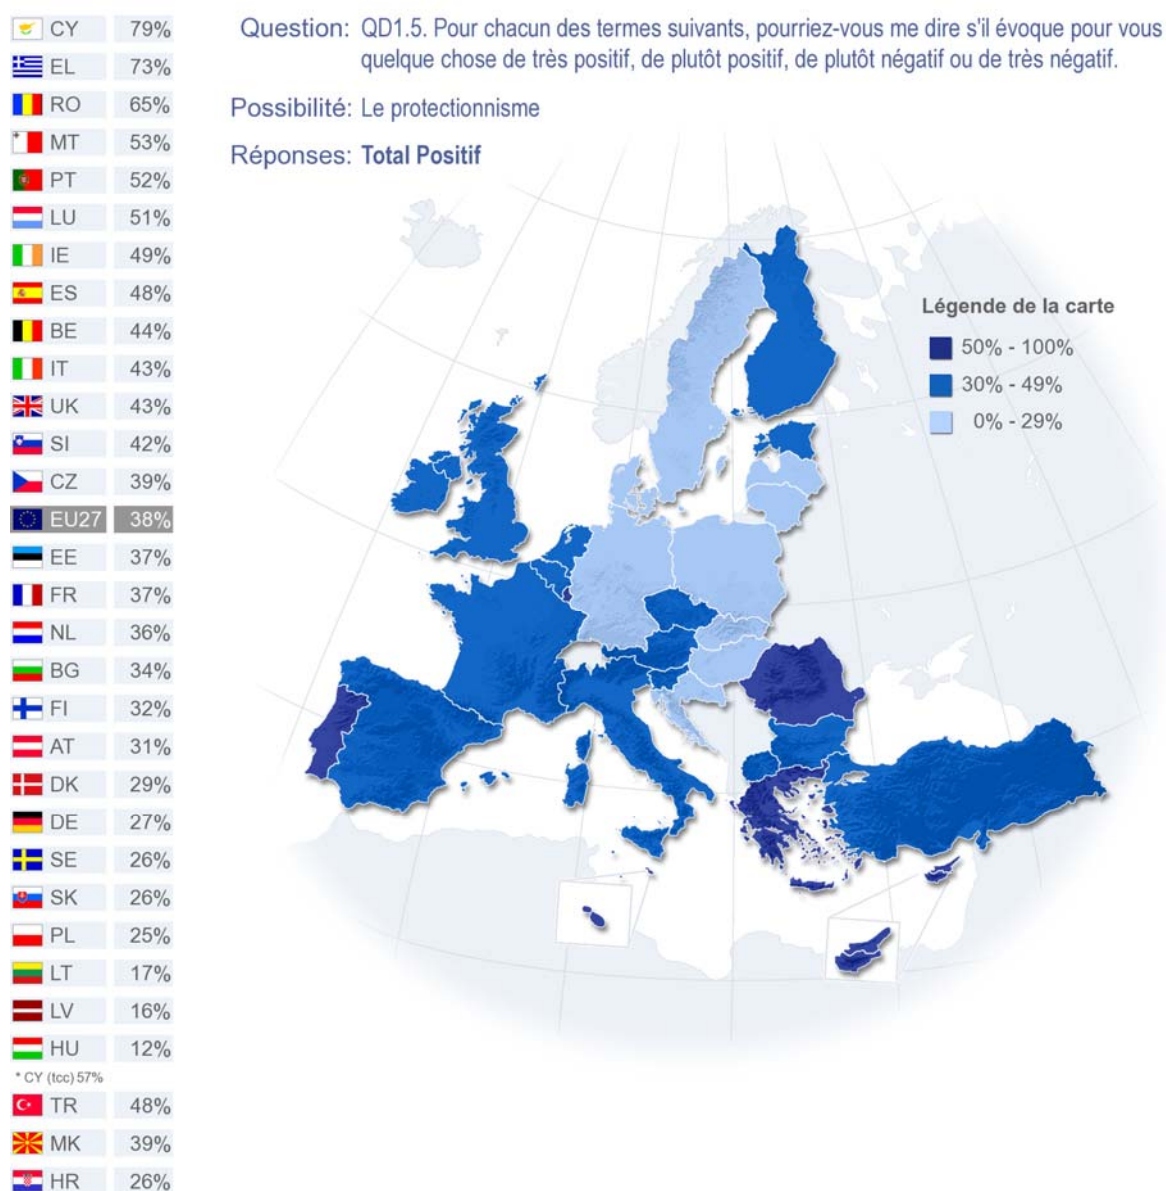 Question: QD1.5. Pour chacun des termes suivants, pourriez-vous me dire s'il évoque pour vous
quelque chose de très positif, de plutôt positif, de plutôt négatif ou de très négatif.
Possibilité: Le protectionnisme
Réponses: Total Positif
CY 79%
EL 73%
RO 65%
MT 53%
PT 52%
LU 51%
IE 49%
ES 48%
BE 44%
IT 43%
UK 43%
SI 42%
CZ 39%
EU27 38%
EE 37%
FR 37%
NL 36%
BG 34%
FI 32%
AT 31%
DK 29%
DE 27%
SE 26%
SK 26%
PL 25%
LT 17%
LV 16%
HU 12%
* CY (tcc) 57%
TR 48%
MK 39%
HR 26%
Légende de la carte
50% - 100%
30% - 49%
0% - 29%